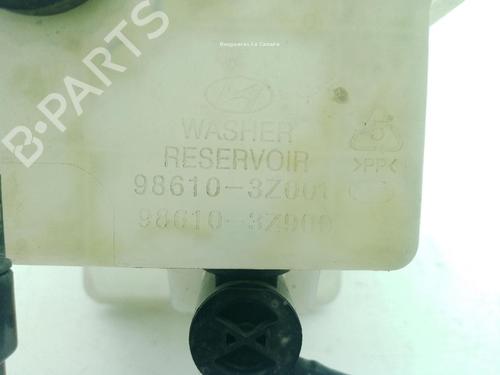 Desguaces La Cabaña
WASHER
RESERVOIR
>PP<
98610-3Z001
98610-3Z900
B-PARTS